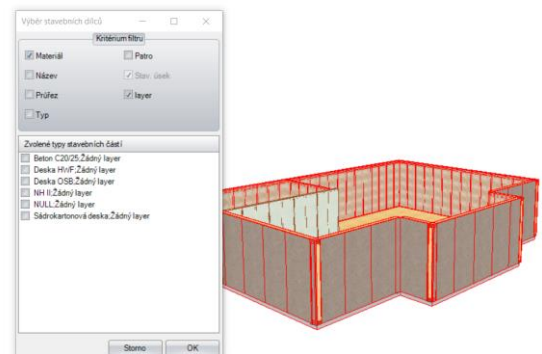 Výběr stavebních dílců
Kritérium filtru
Materiál
Patro
Název
Stav. úsek
Průřez
layer
Typ
Zvolené typy stavebních částí
Beton C20/25;Žádný layer
Deska HWF;Žádný layer
Deska OSB;Žádný layer
NH II;Žádný layer
NULL;Žádný layer
Sádrokartonová deska;Žádný layer
Storno
OK